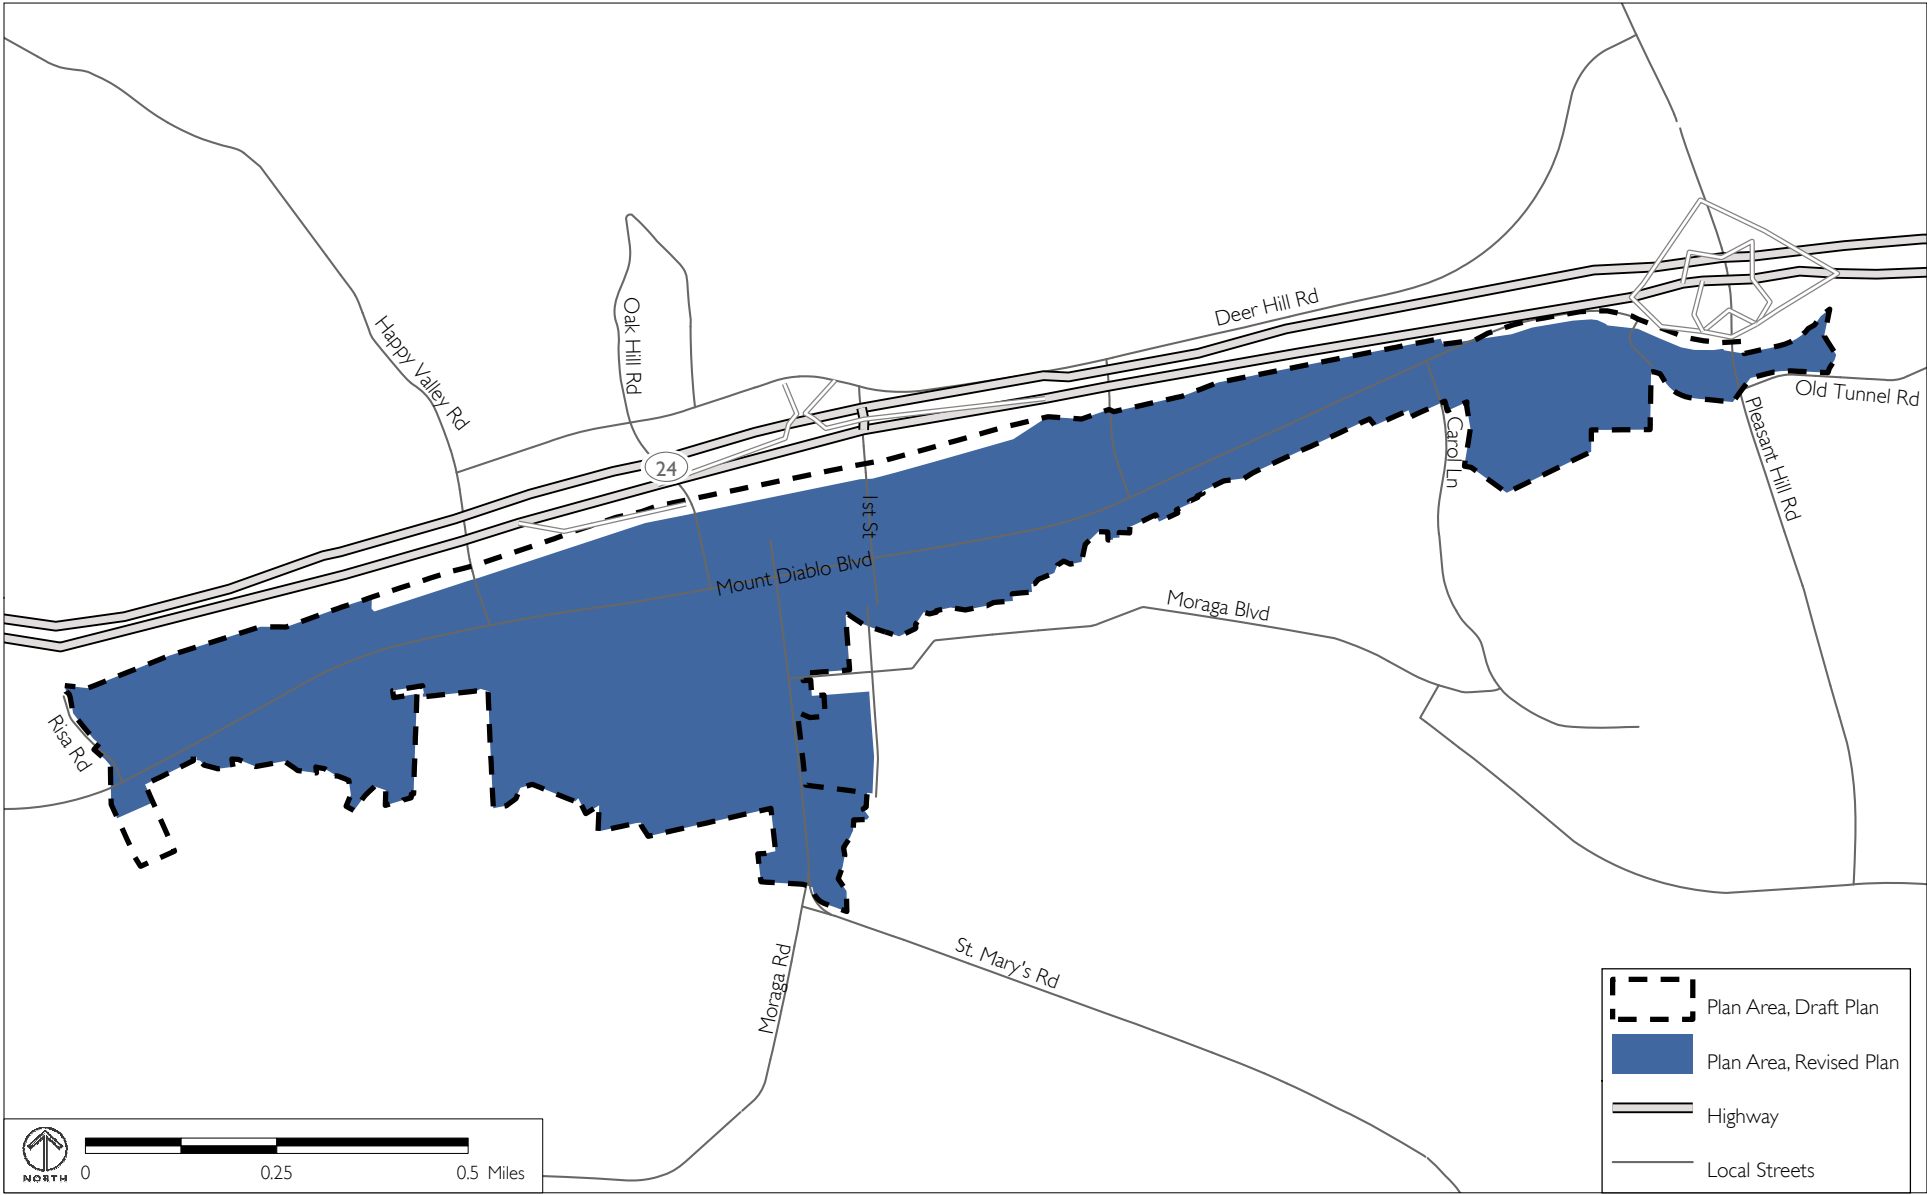 Deer Hill Rd
Oak Hill Rd
Happy Valley Rd
Old Tunnel Rd
Pleasant Hill Rd
Carol Ln
24
1st St
Mount Diablo Blvd
Moraga Blvd
Risa Rd
St. Mary's Rd
Moraga Rd
Plan Area, Draft Plan
Plan Area, Revised Plan
Highway
Local Streets
NORTH
0 0.25 0.5 Miles